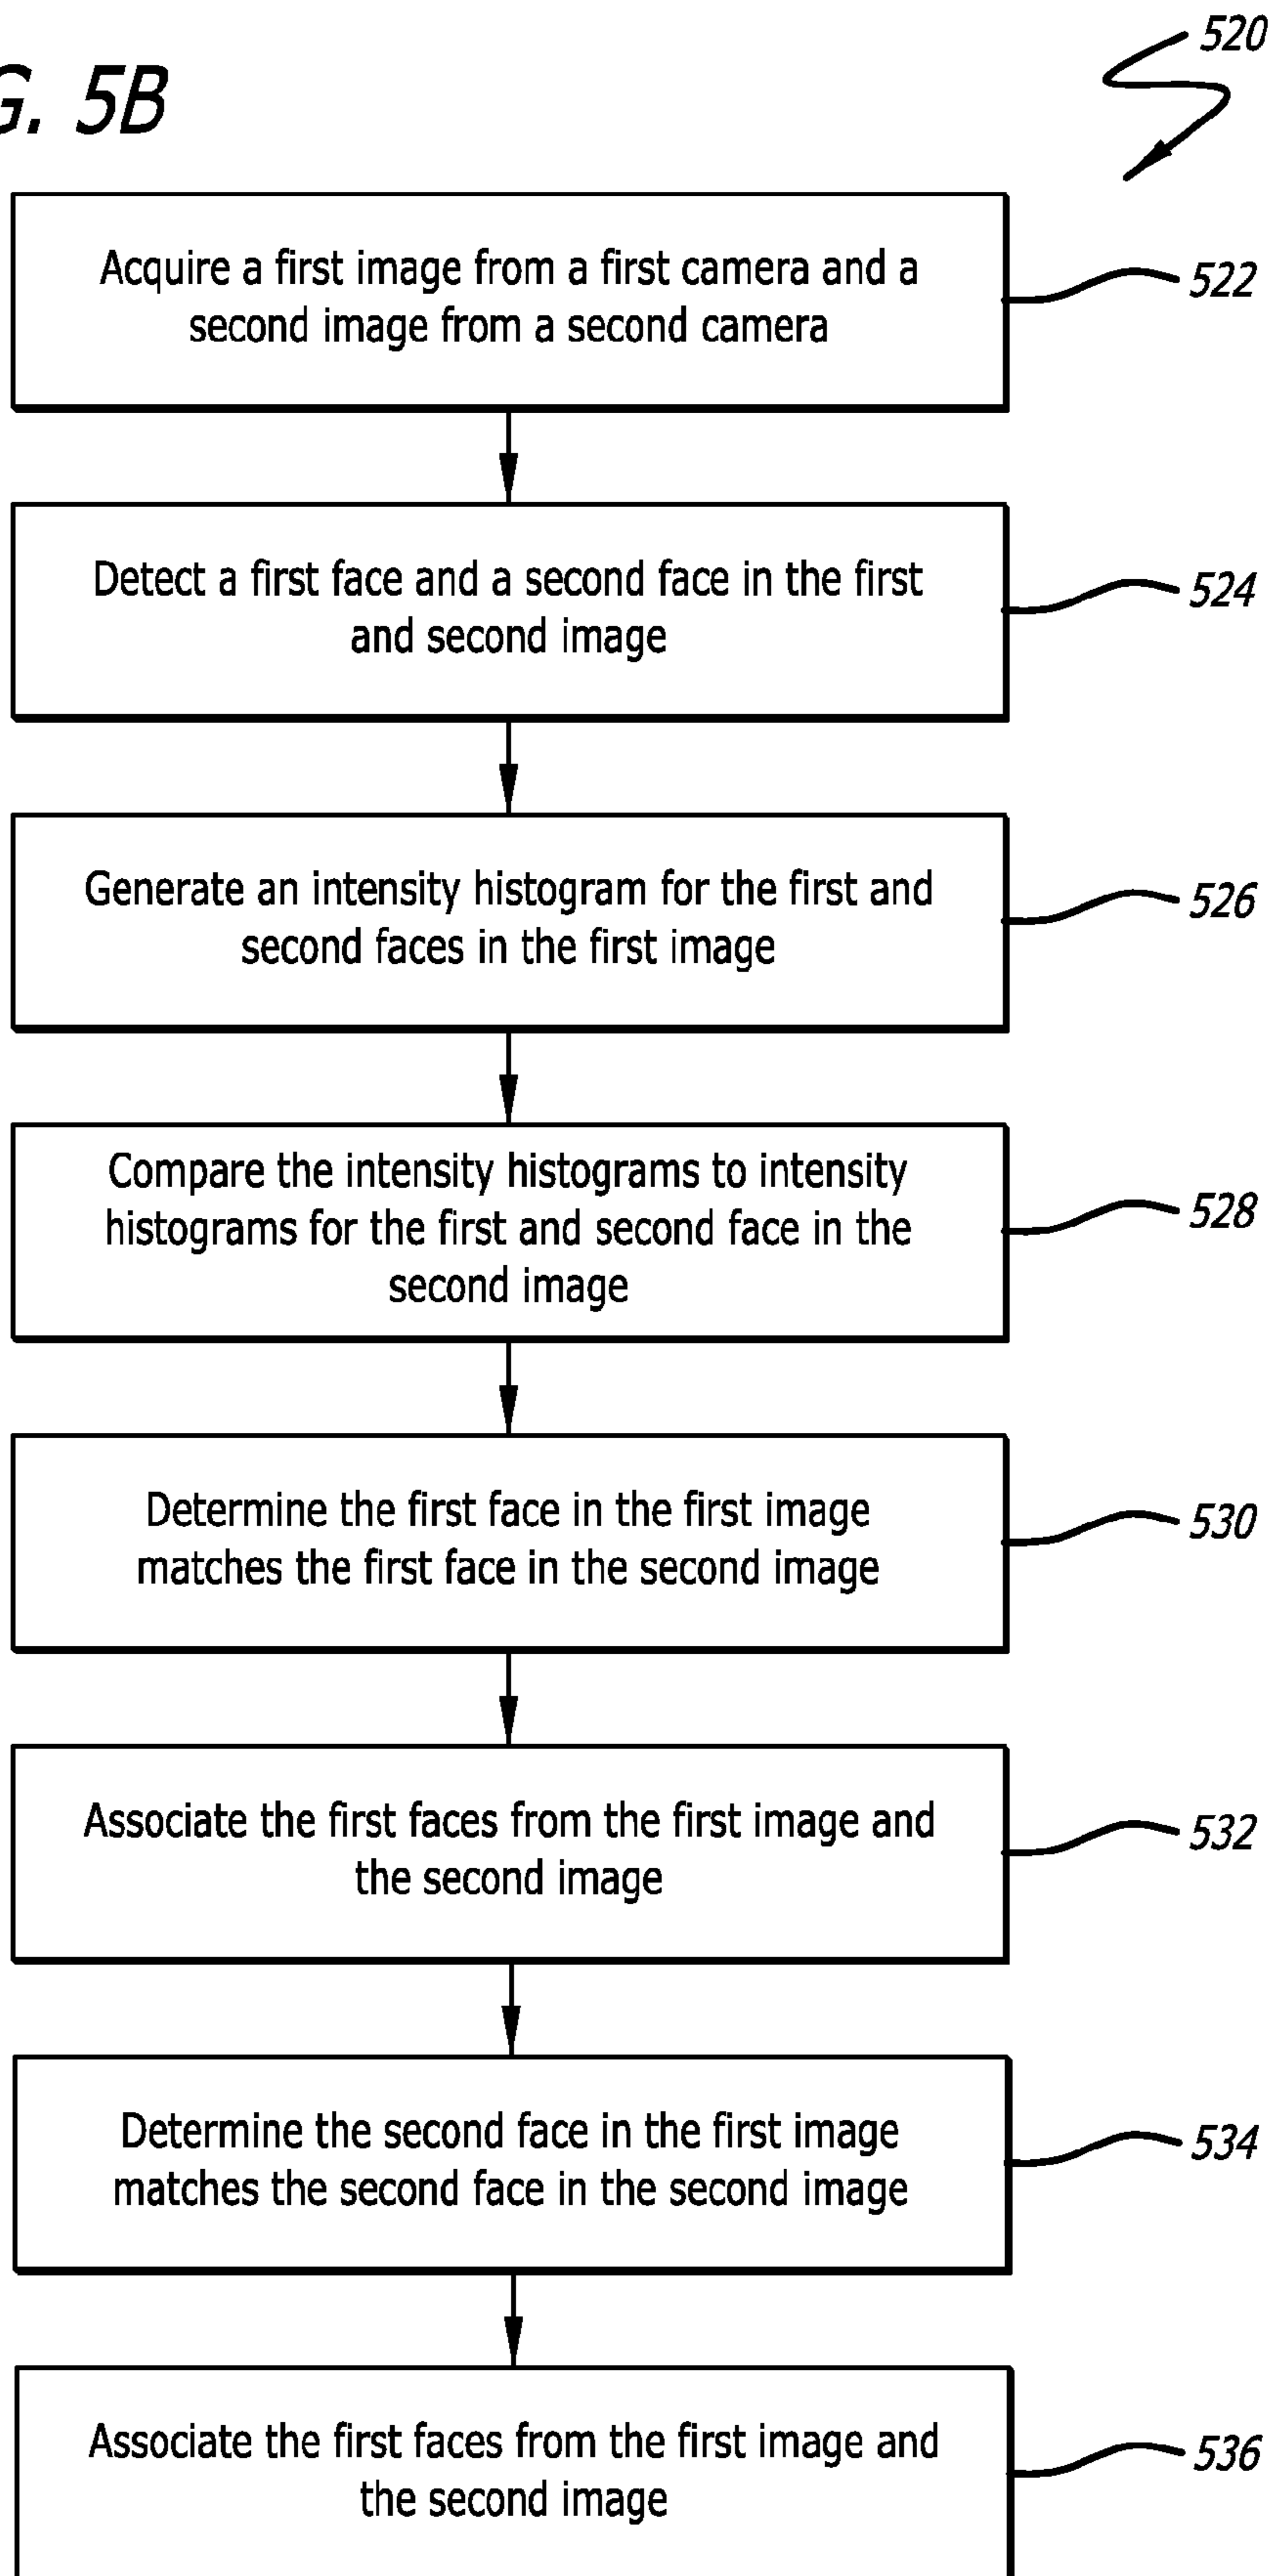 G. 5B
520
Acquire a first image from a first camera and a
second image from a second camera
522
Detect a first face and a second face in the first
and second image
524
Generate an intensity histogram for the first and
second faces in the first image
526
Compare the intensity histograms to intensity
histograms for the first and second face in the
second image
528
Determine the first face in the first image
matches the first face in the second image
530
Associate the first faces from the first image and
the second image
532
Determine the second face in the first image
matches the second face in the second image
534
Associate the first faces from the first image and
the second image
536